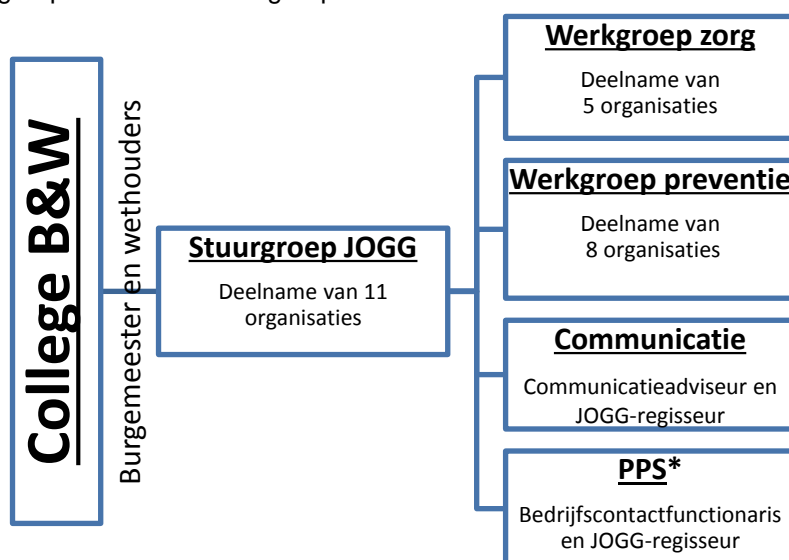 College B&W
Burgemeester en wethouders
Stuurgroep JOGG
Deelname van 11
organisaties
Werkgroep zorg
Deelname van
5 organisaties
Werkgroep preventie
Deelname van
8 organisaties
Communicatie
Communicatieadviseur en
JOGG-regisseur
PPS*
Bedrijfscontactfunctionaris
en JOGG-regisseur